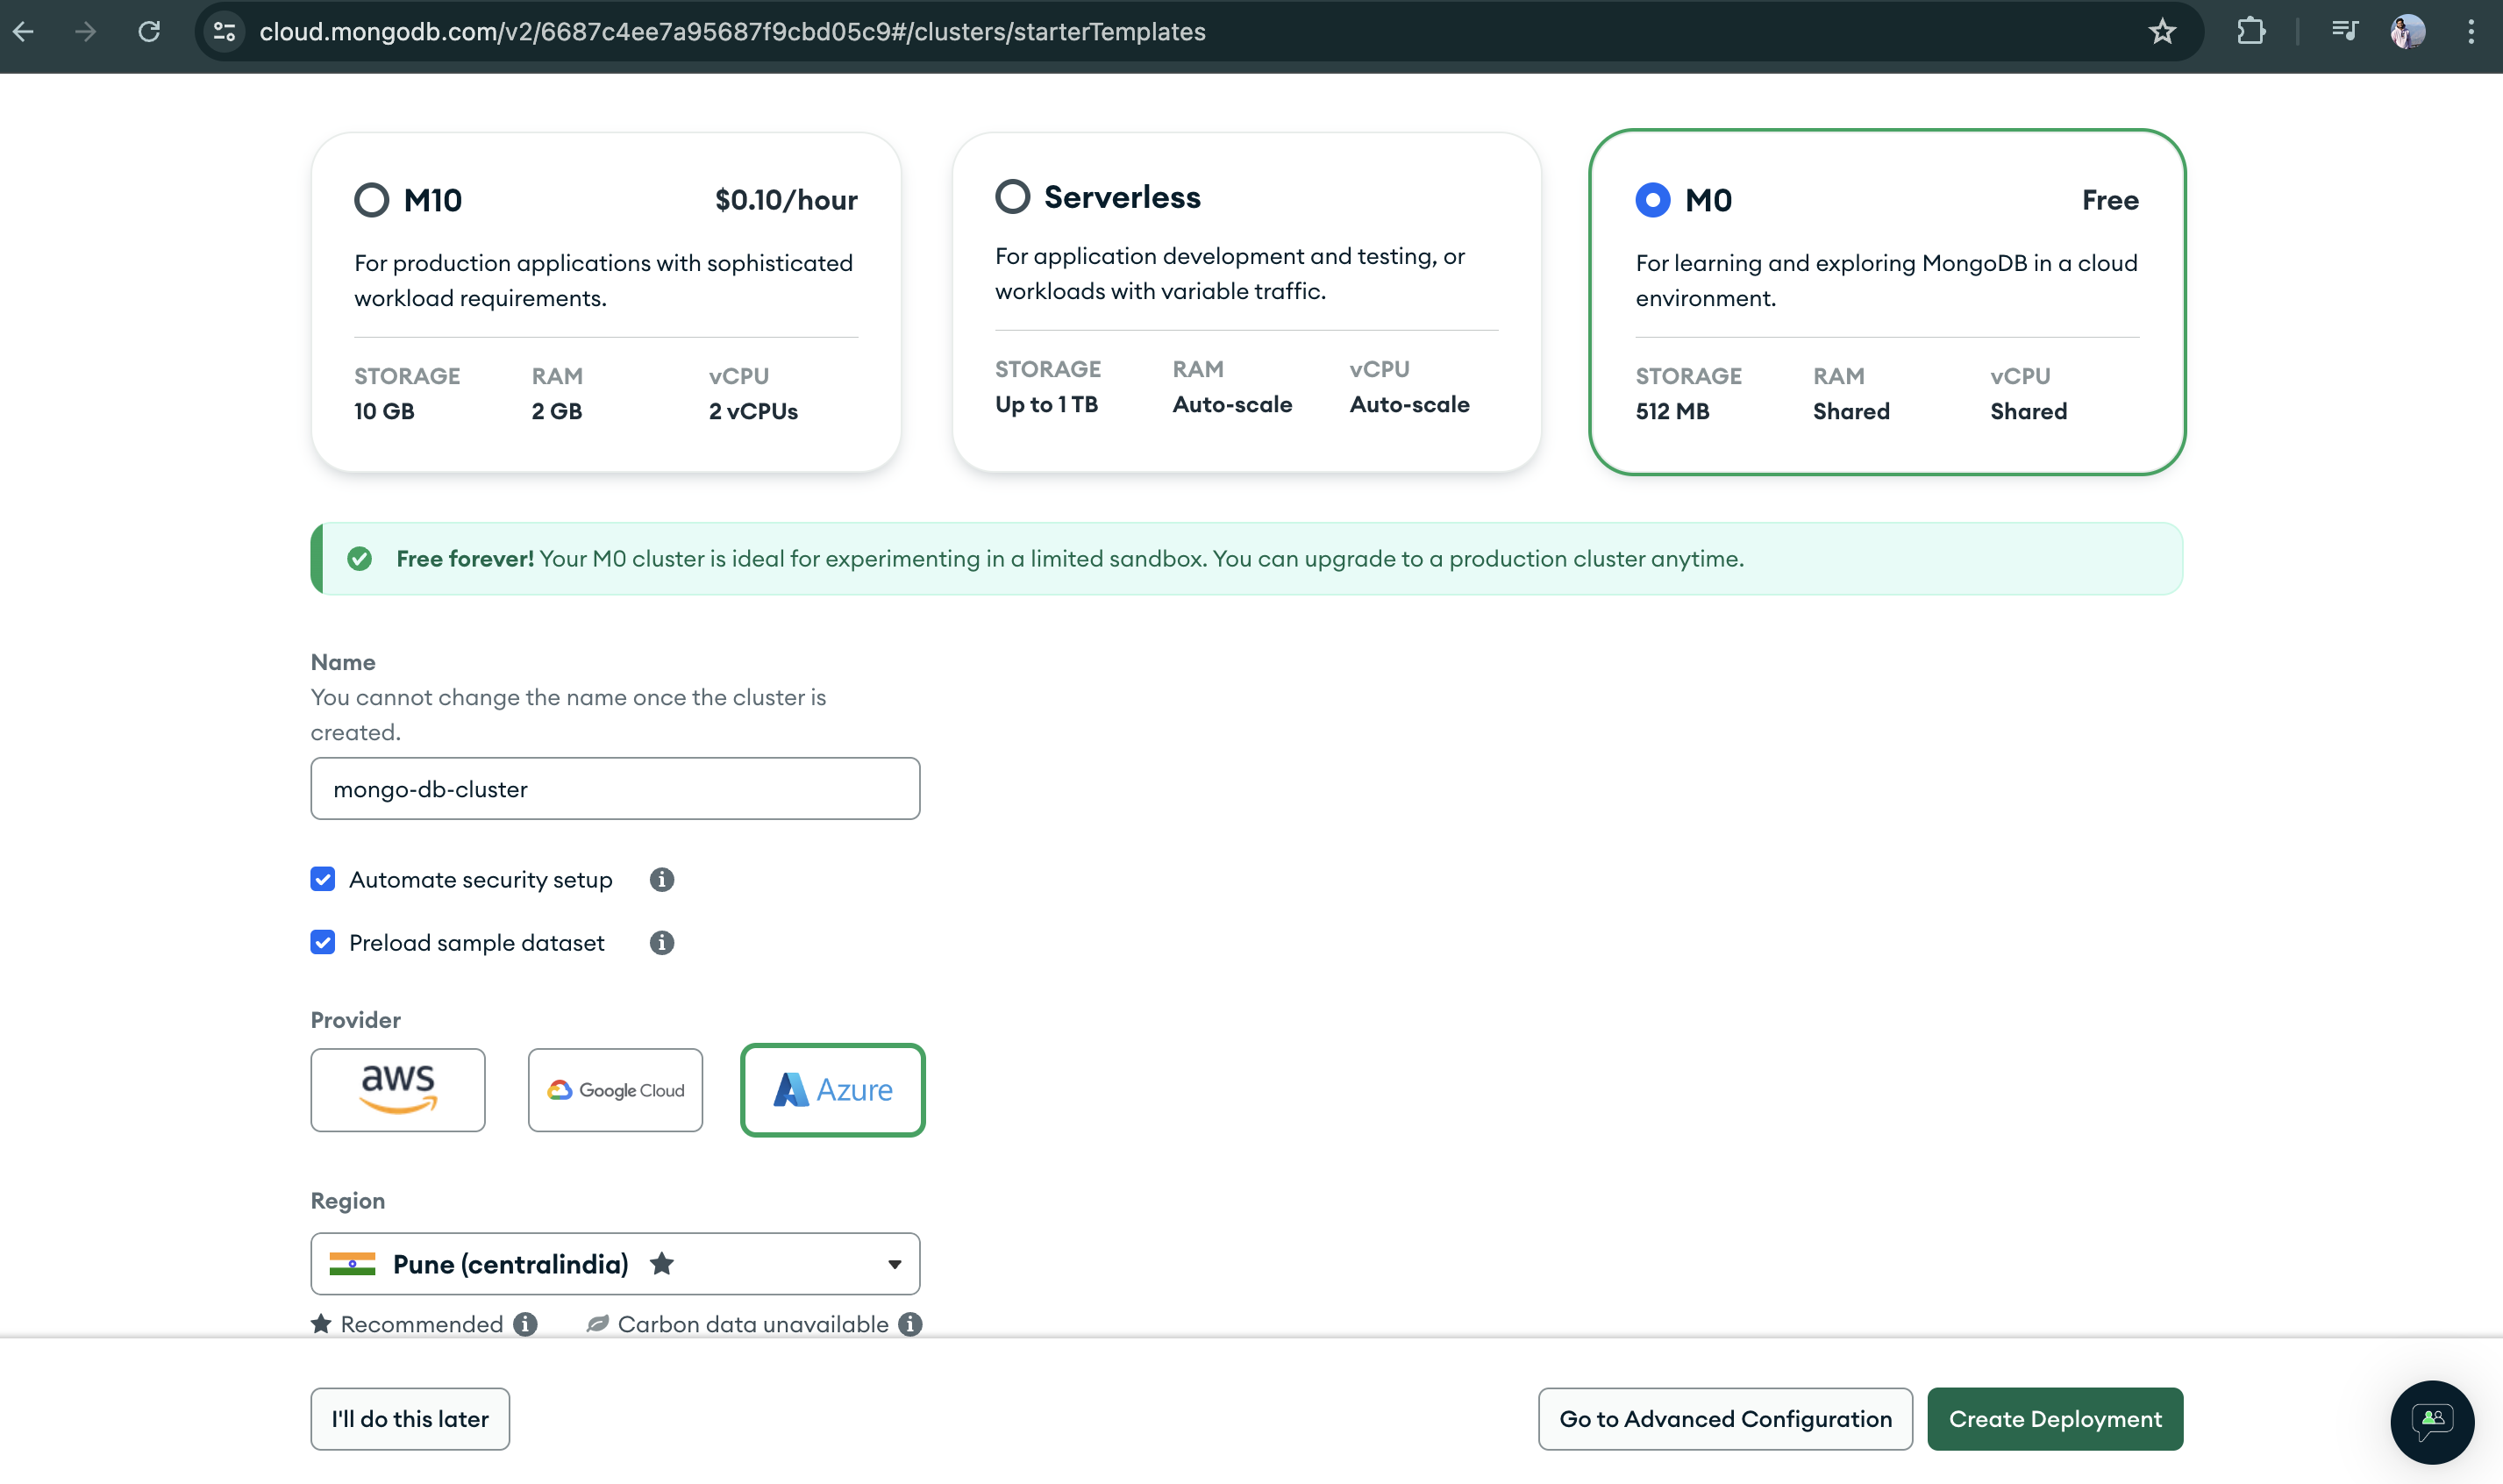 cloud.mongodb.com/v2/6687c4ee7a95687f9cbd05c9#/clusters/starterTemplates
M10 $0.10/hour
For production applications with sophisticated
workload requirements.
STORAGE RAM vCPU
10 GB 2 GB 2 vCPUs
Serverless
For application development and testing, or
workloads with variable traffic.
STORAGE RAM vCPU
Up to 1 TB Auto-scale Auto-scale
M0 Free
For learning and exploring MongoDB in a cloud
environment.
STORAGE RAM vCPU
512 MB Shared Shared
Free forever! Your M0 cluster is ideal for experimenting in a limited sandbox. You can upgrade to a production cluster anytime.
Name
You cannot change the name once the cluster is
created.
mongo-db-cluster
Automate security setup
Preload sample dataset
Provider
aws Google Cloud Azure
Region
Pune (centralindia)
Recommended Carbon data unavailable
I'll do this later Go to Advanced Configuration Create Deployment